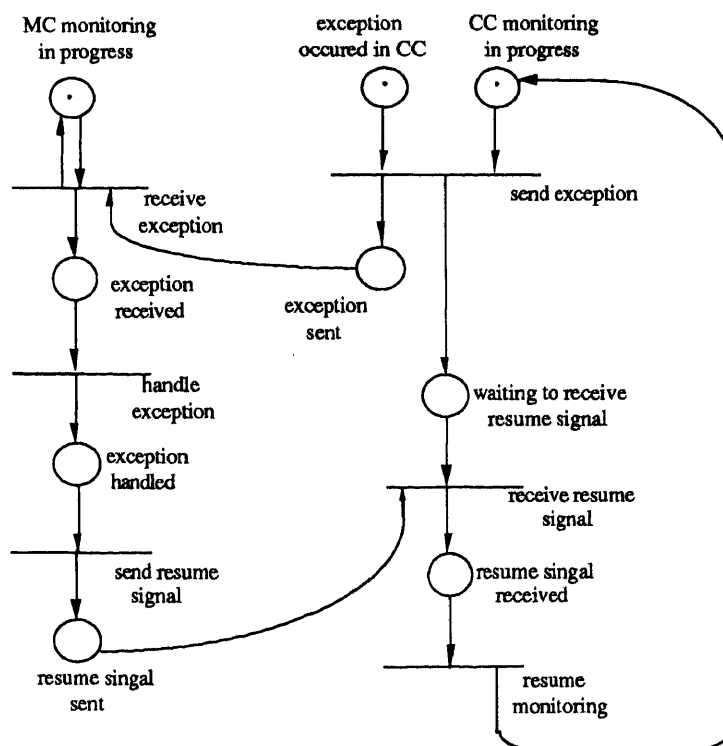 MC monitoring
in progress
exception
occured in CC
CC monitoring
in progress
receive
exception
send exception
exception
received
exception
sent
handle
exception
waiting to receive
resume signal
exception
handled
receive resume
signal
send resume
signal
resume singal
received
resume singal
sent
resume
monitoring